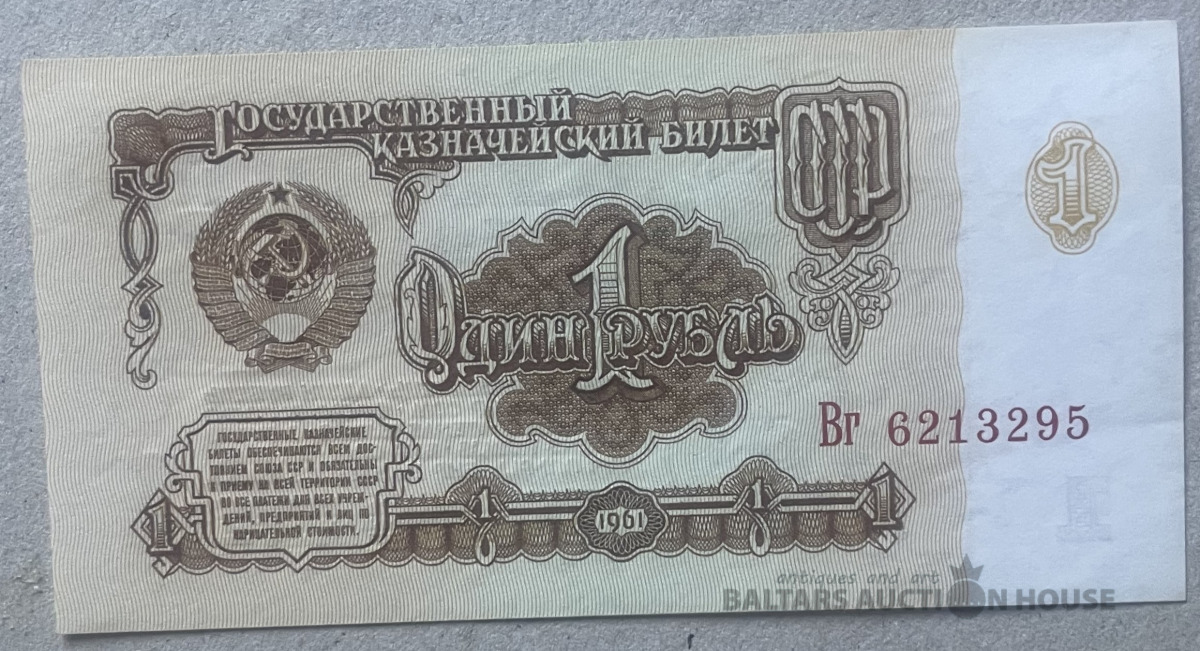 ГОСУДАРСТВЕННЫЙ
КАЗНАЧЕЙСКИЙ БИЛЕТ
1
1
ОДИН РУБЛЬ
Вг 6213295
ГОСУДАРСТВЕННЫЕ КАЗНАЧЕЙСКИЕ
БИЛЕТЫ ОБЕСПЕЧИВАЮТСЯ ВСЕМ ДОС-
ТОЯНИЕМ СОЮЗА ССР И ОБЯЗАТЕЛЬНЫ
К ПРИЕМУ НА ВСЕЙ ТЕРРИТОРИИ СССР
ВО ВСЕ ПЛАТЕЖИ ДЛЯ ВСЕХ УЧРЕЖ-
ДЕНИЙ, ПРЕДПРИЯТИЙ И ЛИЦ ПО
НАРИЦАТЕЛЬНОЙ СТОИМОСТИ.
1 1 1961 1 1
antiques and art
BALTARS AUCTION HOUSE